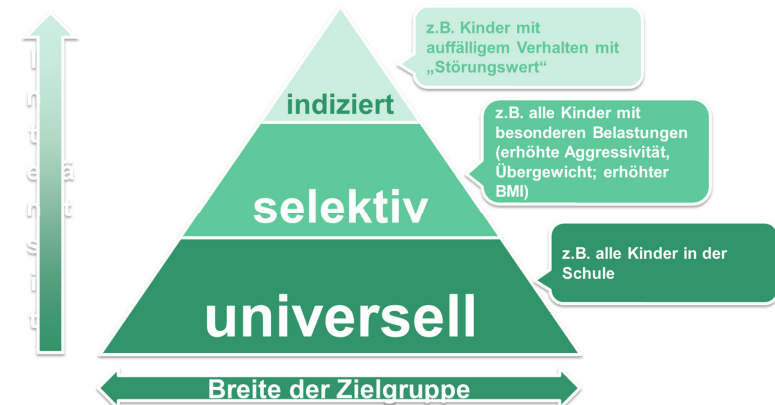 z.B. Kinder mit
auffälligem Verhalten mit
„Störungswert“
indiziert
z.B. alle Kinder mit
besonderen Belastungen
(erhöhte Aggressivität,
Übergewicht; erhöhter
BMI)
selektiv
z.B. alle Kinder in der
Schule
universell
Breite der Zielgruppe
Intensität